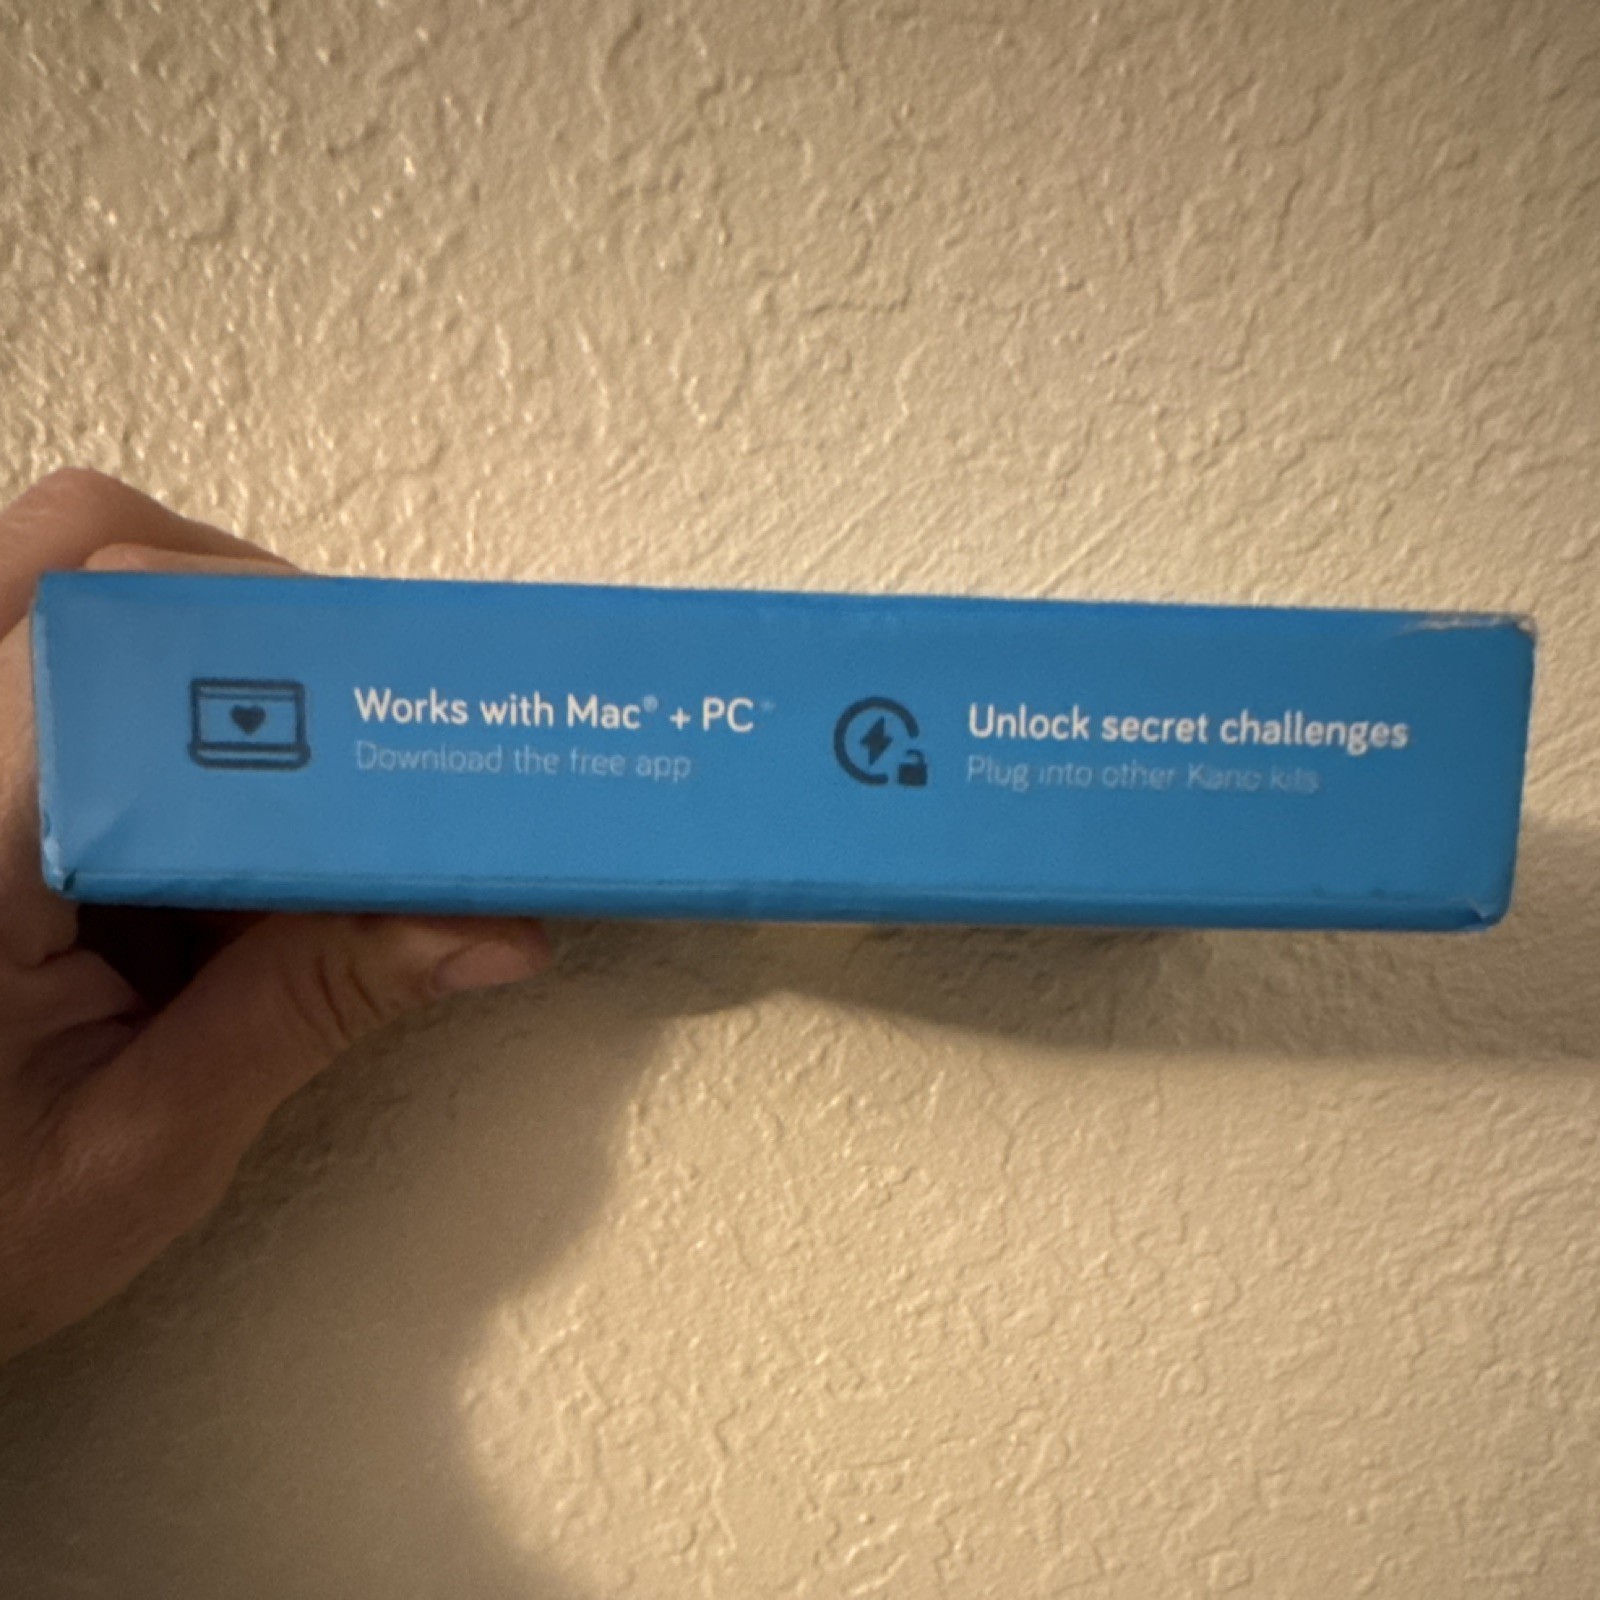 Works with Mac® + PC™
Download the free app
Unlock secret challenges
Plug into other Kano kits